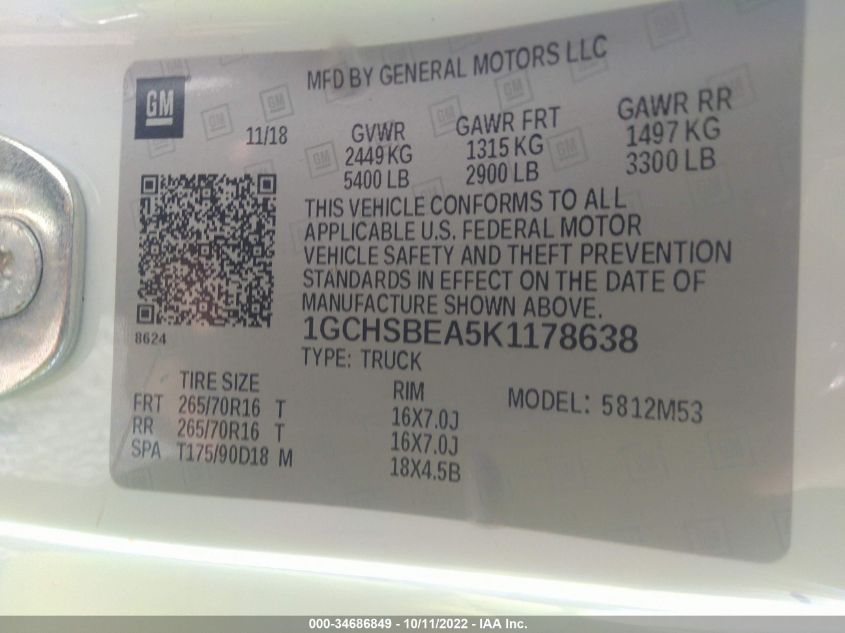 GM
MFD BY GENERAL MOTORS LLC
11/18
GVWR GAWR FRT GAWR RR
2449 KG 1315 KG 1497 KG
5400 LB 2900 LB 3300 LB
THIS VEHICLE CONFORMS TO ALL
APPLICABLE U.S. FEDERAL MOTOR
VEHICLE SAFETY AND THEFT PREVENTION
STANDARDS IN EFFECT ON THE DATE OF
MANUFACTURE SHOWN ABOVE.
8624
1GCHSBEA5K1178638
TYPE: TRUCK
TIRE SIZE RIM
FRT 265/70R16 T 16X7.0J
RR 265/70R16 T 16X7.0J
SPA T175/90D18 M 18X4.5B
MODEL: 5812M53
000-34686849 - 10/11/2022 - IAA Inc.